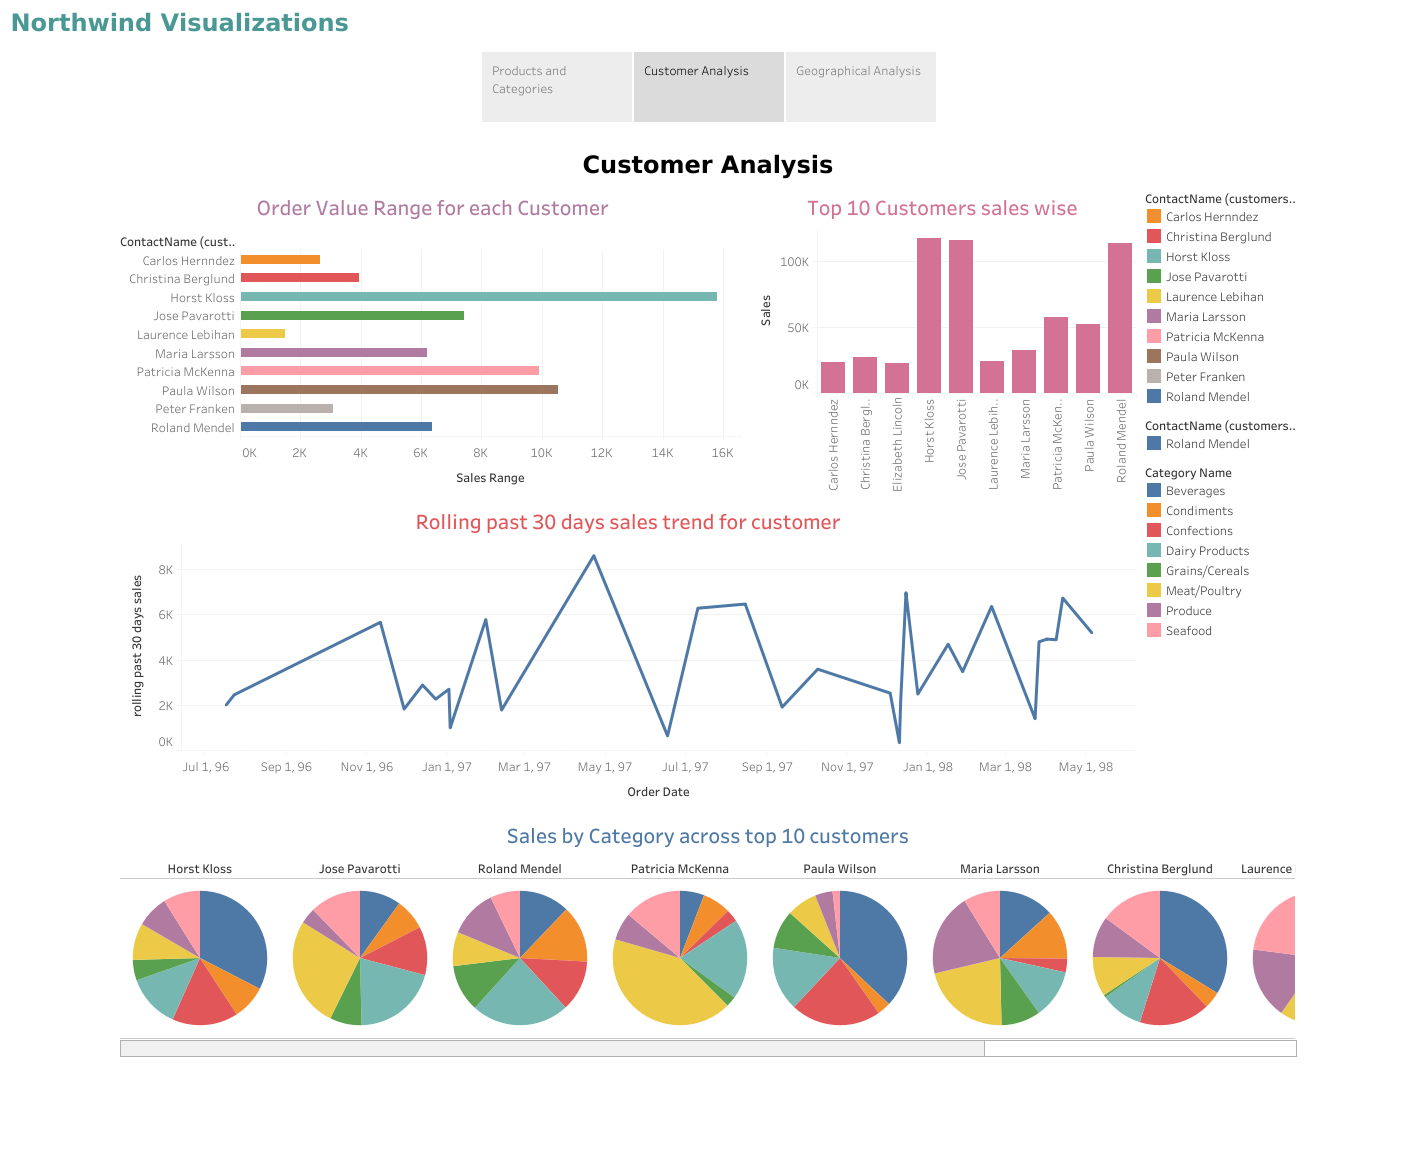 Northwind Visualizations
Products and
Categories
Customer Analysis
Geographical Analysis
Customer Analysis
Order Value Range for each Customer
ContactName (cust..
Carlos Hernndez
Christina Berglund
Horst Kloss
Jose Pavarotti
Laurence Lebihan
Maria Larsson
Patricia McKenna
Paula Wilson
Peter Franken
Roland Mendel
0K 2K 4K 6K 8K 10K 12K 14K 16K
Sales Range
Top 10 Customers sales wise
Sales
100K
50K
0K
Carlos Hernndez
Christina Bergl..
Elizabeth Lincoln
Horst Kloss
Jose Pavarotti
Laurence Lebih..
Maria Larsson
Patricia McKen..
Paula Wilson
Roland Mendel
ContactName (customers..
Carlos Hernndez
Christina Berglund
Horst Kloss
Jose Pavarotti
Laurence Lebihan
Maria Larsson
Patricia McKenna
Paula Wilson
Peter Franken
Roland Mendel
ContactName (customers..
Roland Mendel
Category Name
Beverages
Condiments
Confections
Dairy Products
Grains/Cereals
Meat/Poultry
Produce
Seafood
Rolling past 30 days sales trend for customer
rolling past 30 days sales
8K
6K
4K
2K
0K
Jul 1, 96 Sep 1, 96 Nov 1, 96 Jan 1, 97 Mar 1, 97 May 1, 97 Jul 1, 97 Sep 1, 97 Nov 1, 97 Jan 1, 98 Mar 1, 98 May 1, 98
Order Date
Sales by Category across top 10 customers
Horst Kloss Jose Pavarotti Roland Mendel Patricia McKenna Paula Wilson Maria Larsson Christina Berglund Laurence